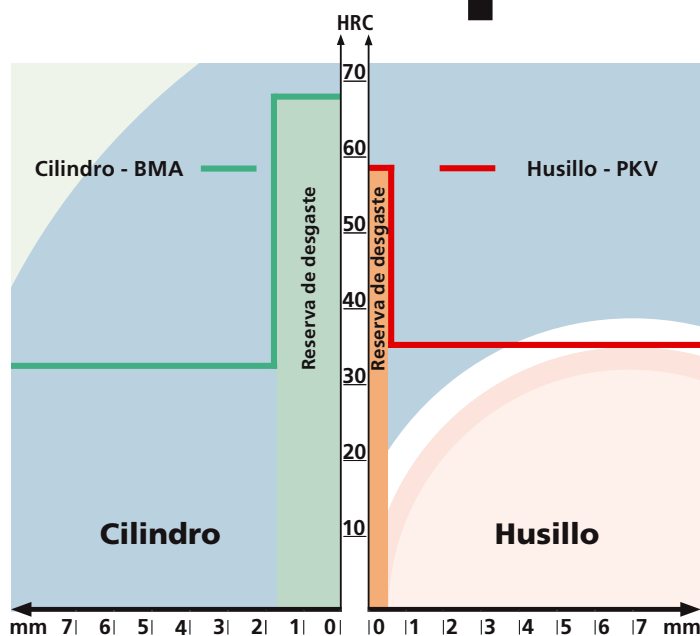 HRC
70
60
Cilindro - BMA
Husillo - PKV
Reserva de desgaste
Reserva de desgaste
50
40
30
20
10
Cilindro
Husillo
mm 7 6 5 4 3 2 1 0
0 1 2 3 4 5 6 7 mm